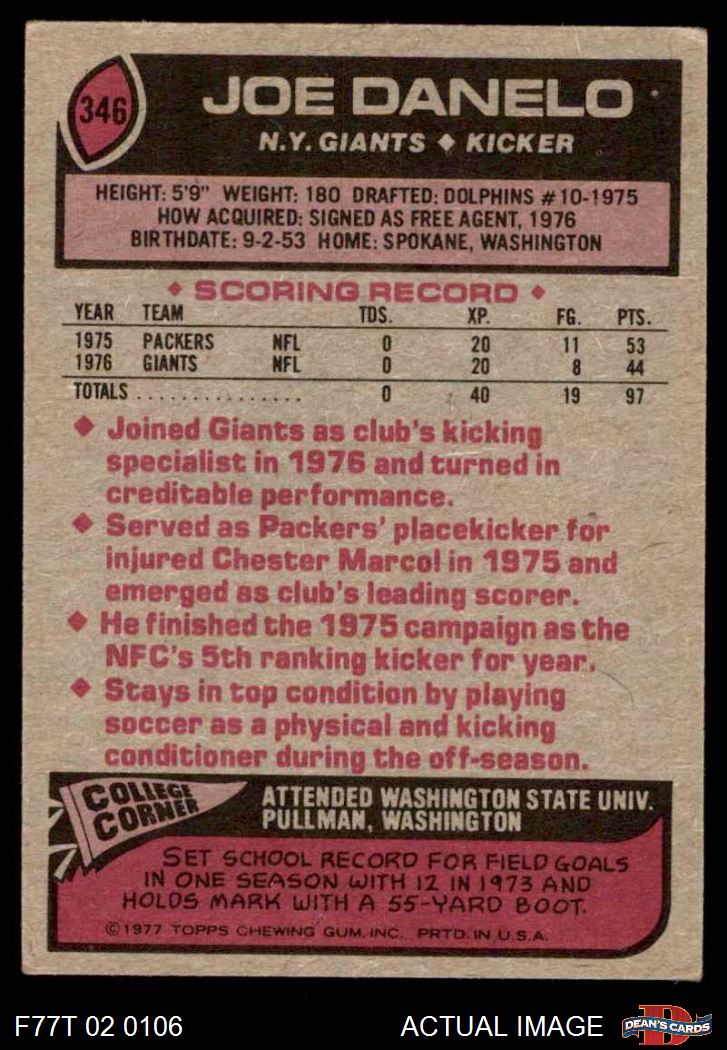 346
JOE DANELO
N.Y. GIANTS ♦ KICKER
HEIGHT: 5'9" WEIGHT: 180 DRAFTED: DOLPHINS #10-1975
HOW ACQUIRED: SIGNED AS FREE AGENT, 1976
BIRTHDATE: 9-2-53 HOME: SPOKANE, WASHINGTON
♦ SCORING RECORD ♦
YEAR TEAM TDS. XP. FG. PTS.
1975 PACKERS NFL 0 20 11 53
1976 GIANTS NFL 0 20 8 44
TOTALS . . . . . . . . . . . . . . . 0 40 19 97
♦ Joined Giants as club's kicking
specialist in 1976 and turned in
creditable performance.
♦ Served as Packers' placekicker for
injured Chester Marcol in 1975 and
emerged as club's leading scorer.
♦ He finished the 1975 campaign as the
NFC's 5th ranking kicker for year.
♦ Stays in top condition by playing
soccer as a physical and kicking
conditioner during the off-season.
COLLEGE
CORNER
ATTENDED WASHINGTON STATE UNIV.
PULLMAN, WASHINGTON
SET SCHOOL RECORD FOR FIELD GOALS
IN ONE SEASON WITH 12 IN 1973 AND
HOLDS MARK WITH A 55-YARD BOOT.
©1977 TOPPS CHEWING GUM, INC. PRTD. IN U.S.A.
F77T 02 0106 ACTUAL IMAGE
D
DEAN'S CARDS